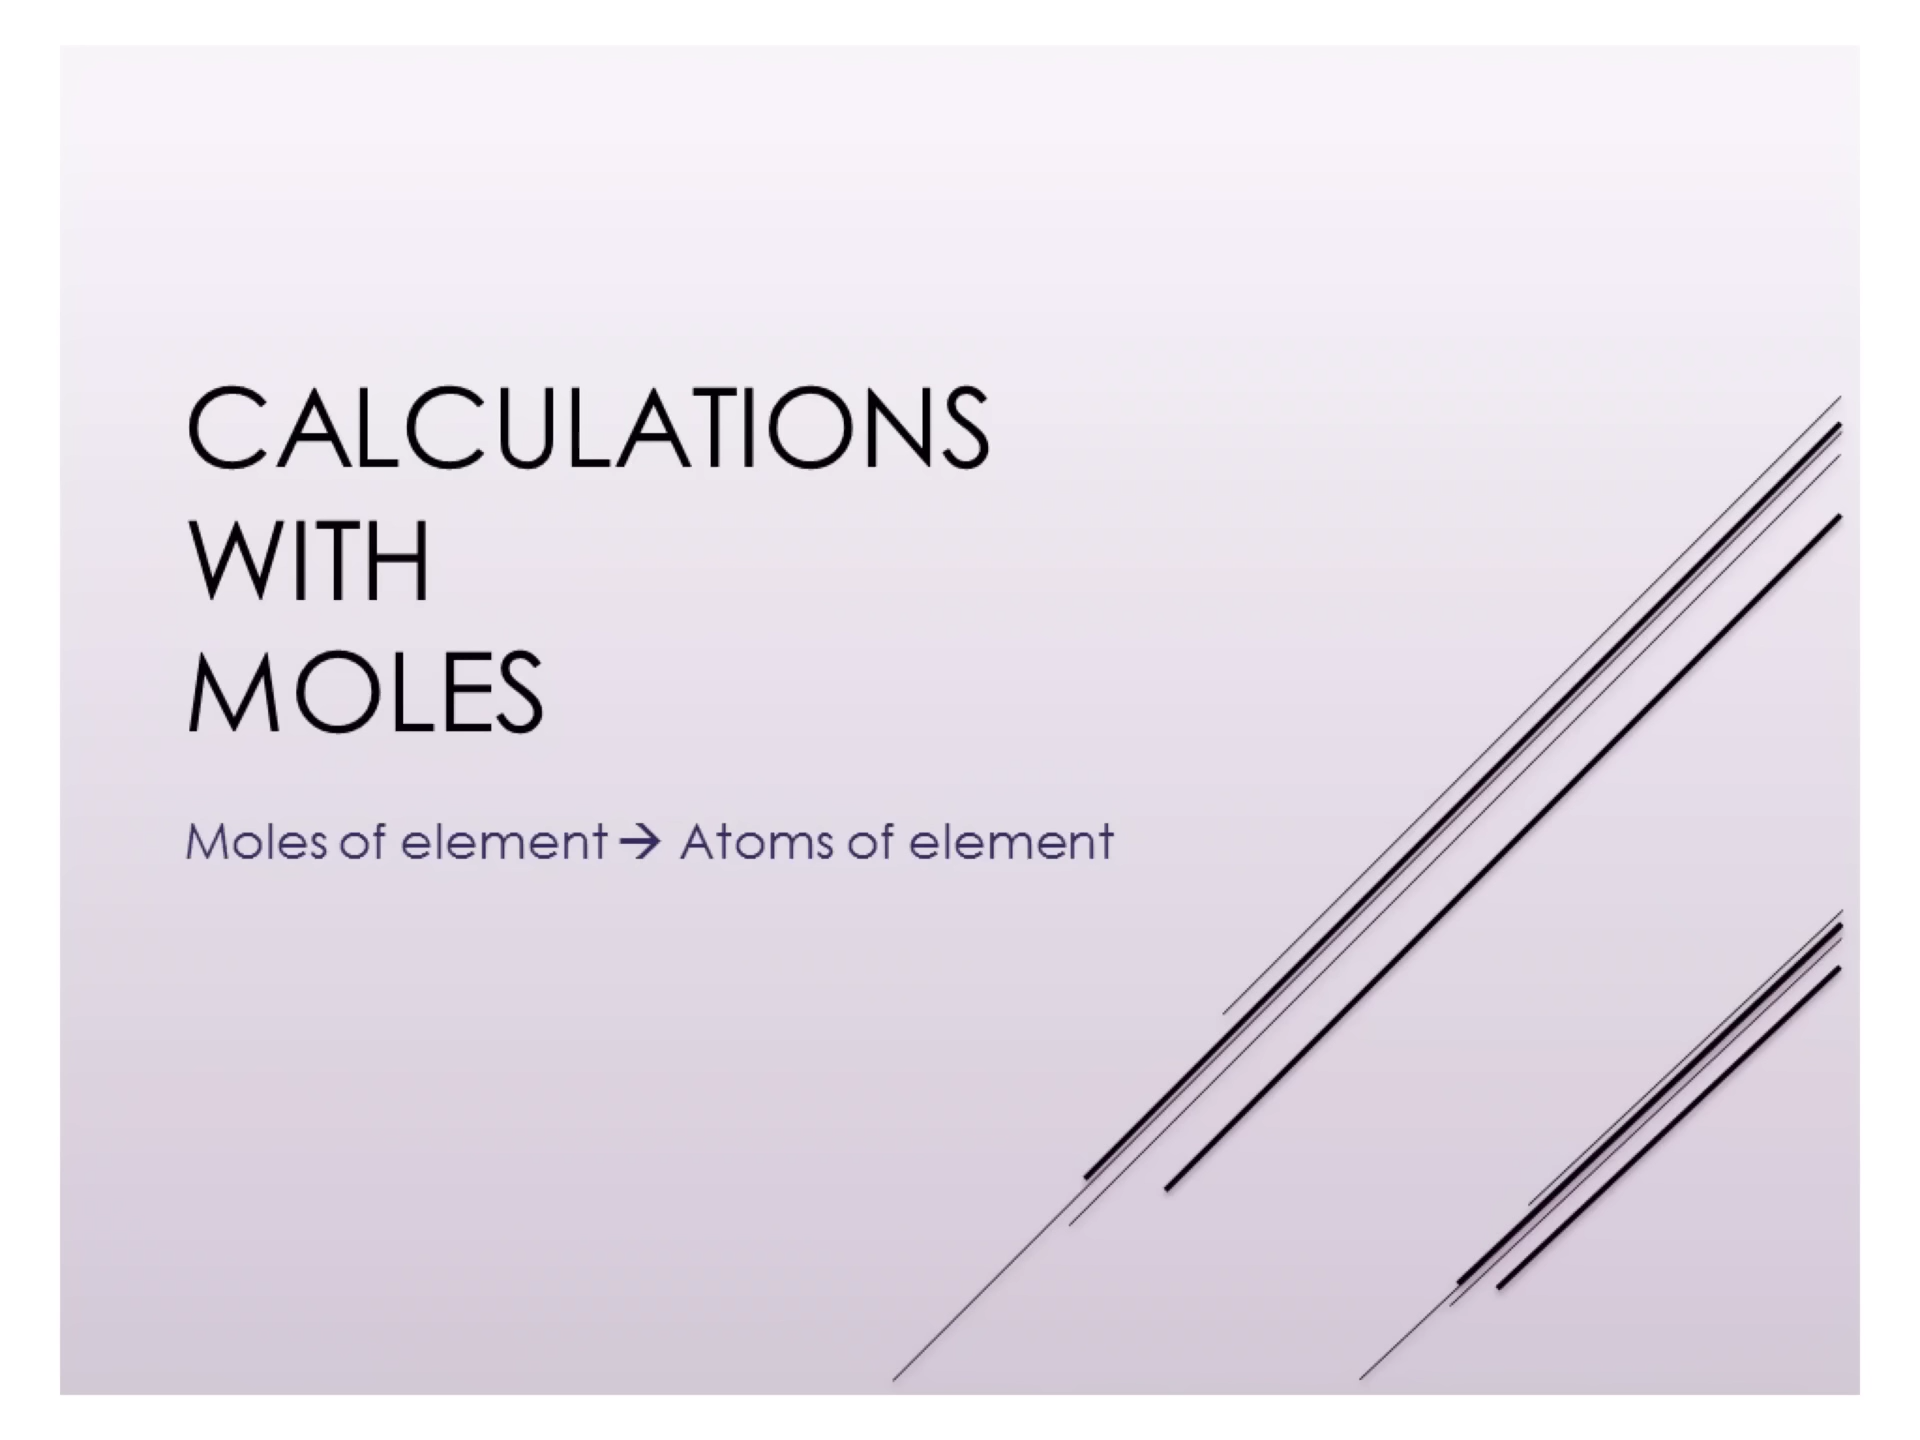 CALCULATIONS
WITH
MOLES
Moles of element → Atoms of element